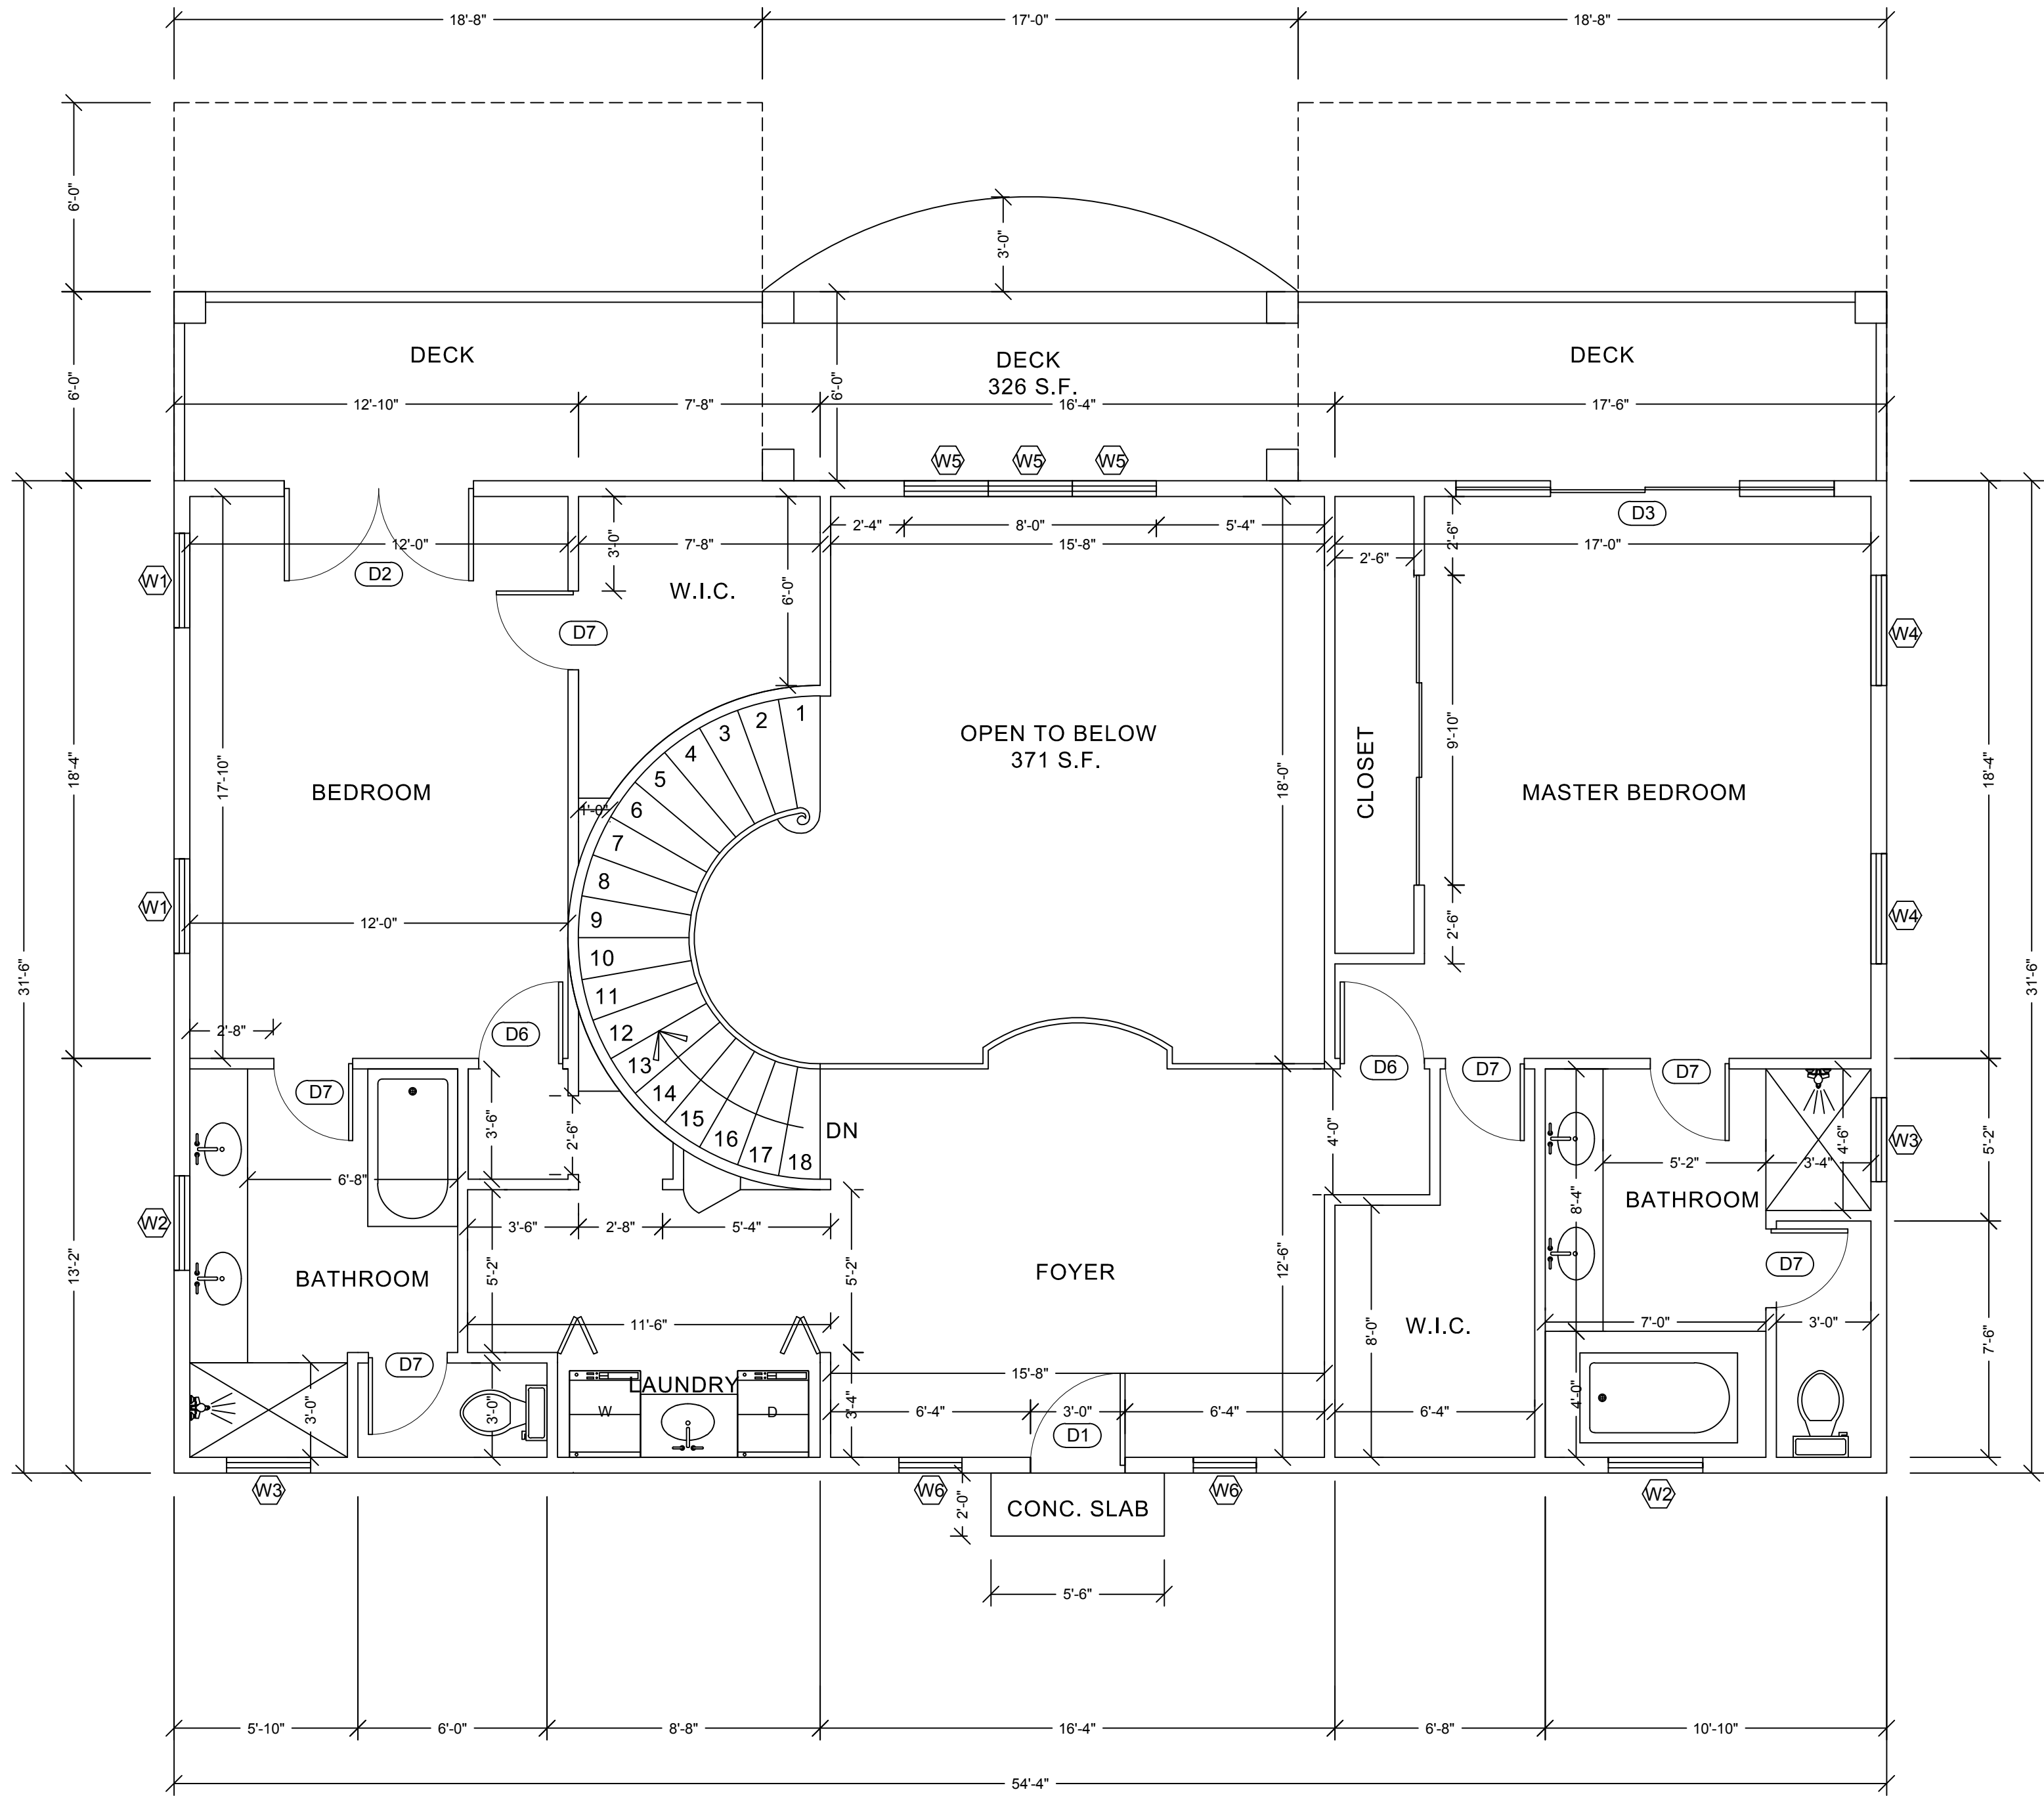 18'-8"
17'-0"
18'-8"
6'-0"
3'-0"
6'-0"
DECK
DECK
326 S.F.
DECK
6'-0"
12'-10"
7'-8"
16'-4"
17'-6"
W5
W5
W5
D3
2'-4"
8'-0"
5'-4"
12'-0"
3'-0"
7'-8"
15'-8"
2'-6"
2'-6"
17'-0"
W1
D2
W.I.C.
6'-0"
D7
W4
1
2
3
4
5
6
7
8
9
10
11
12
13
14
15
16
17
18
DN
OPEN TO BELOW
371 S.F.
18'-0"
CLOSET
9'-10"
2'-6"
MASTER BEDROOM
18'-4"
18'-4"
17'-10"
BEDROOM
1'-0"
W1
12'-0"
W4
31'-6"
31'-6"
2'-8"
D6
D7
D6
D7
D7
3'-6"
2'-6"
4'-0"
W3
4'-6"
5'-2"
5'-2"
3'-4"
6'-8"
8'-4"
BATHROOM
W2
3'-6"
2'-8"
5'-4"
13'-2"
BATHROOM
5'-2"
5'-2"
FOYER
12'-6"
D7
11'-6"
8'-0"
W.I.C.
7'-0"
3'-0"
7'-6"
D7
LAUNDRY
15'-8"
3'-0"
3'-0"
W
D
3'-4"
6'-4"
3'-0"
6'-4"
6'-4"
4'-0"
D1
W3
W6
2'-0"
CONC. SLAB
W6
W2
5'-6"
5'-10"
6'-0"
8'-8"
16'-4"
6'-8"
10'-10"
54'-4"